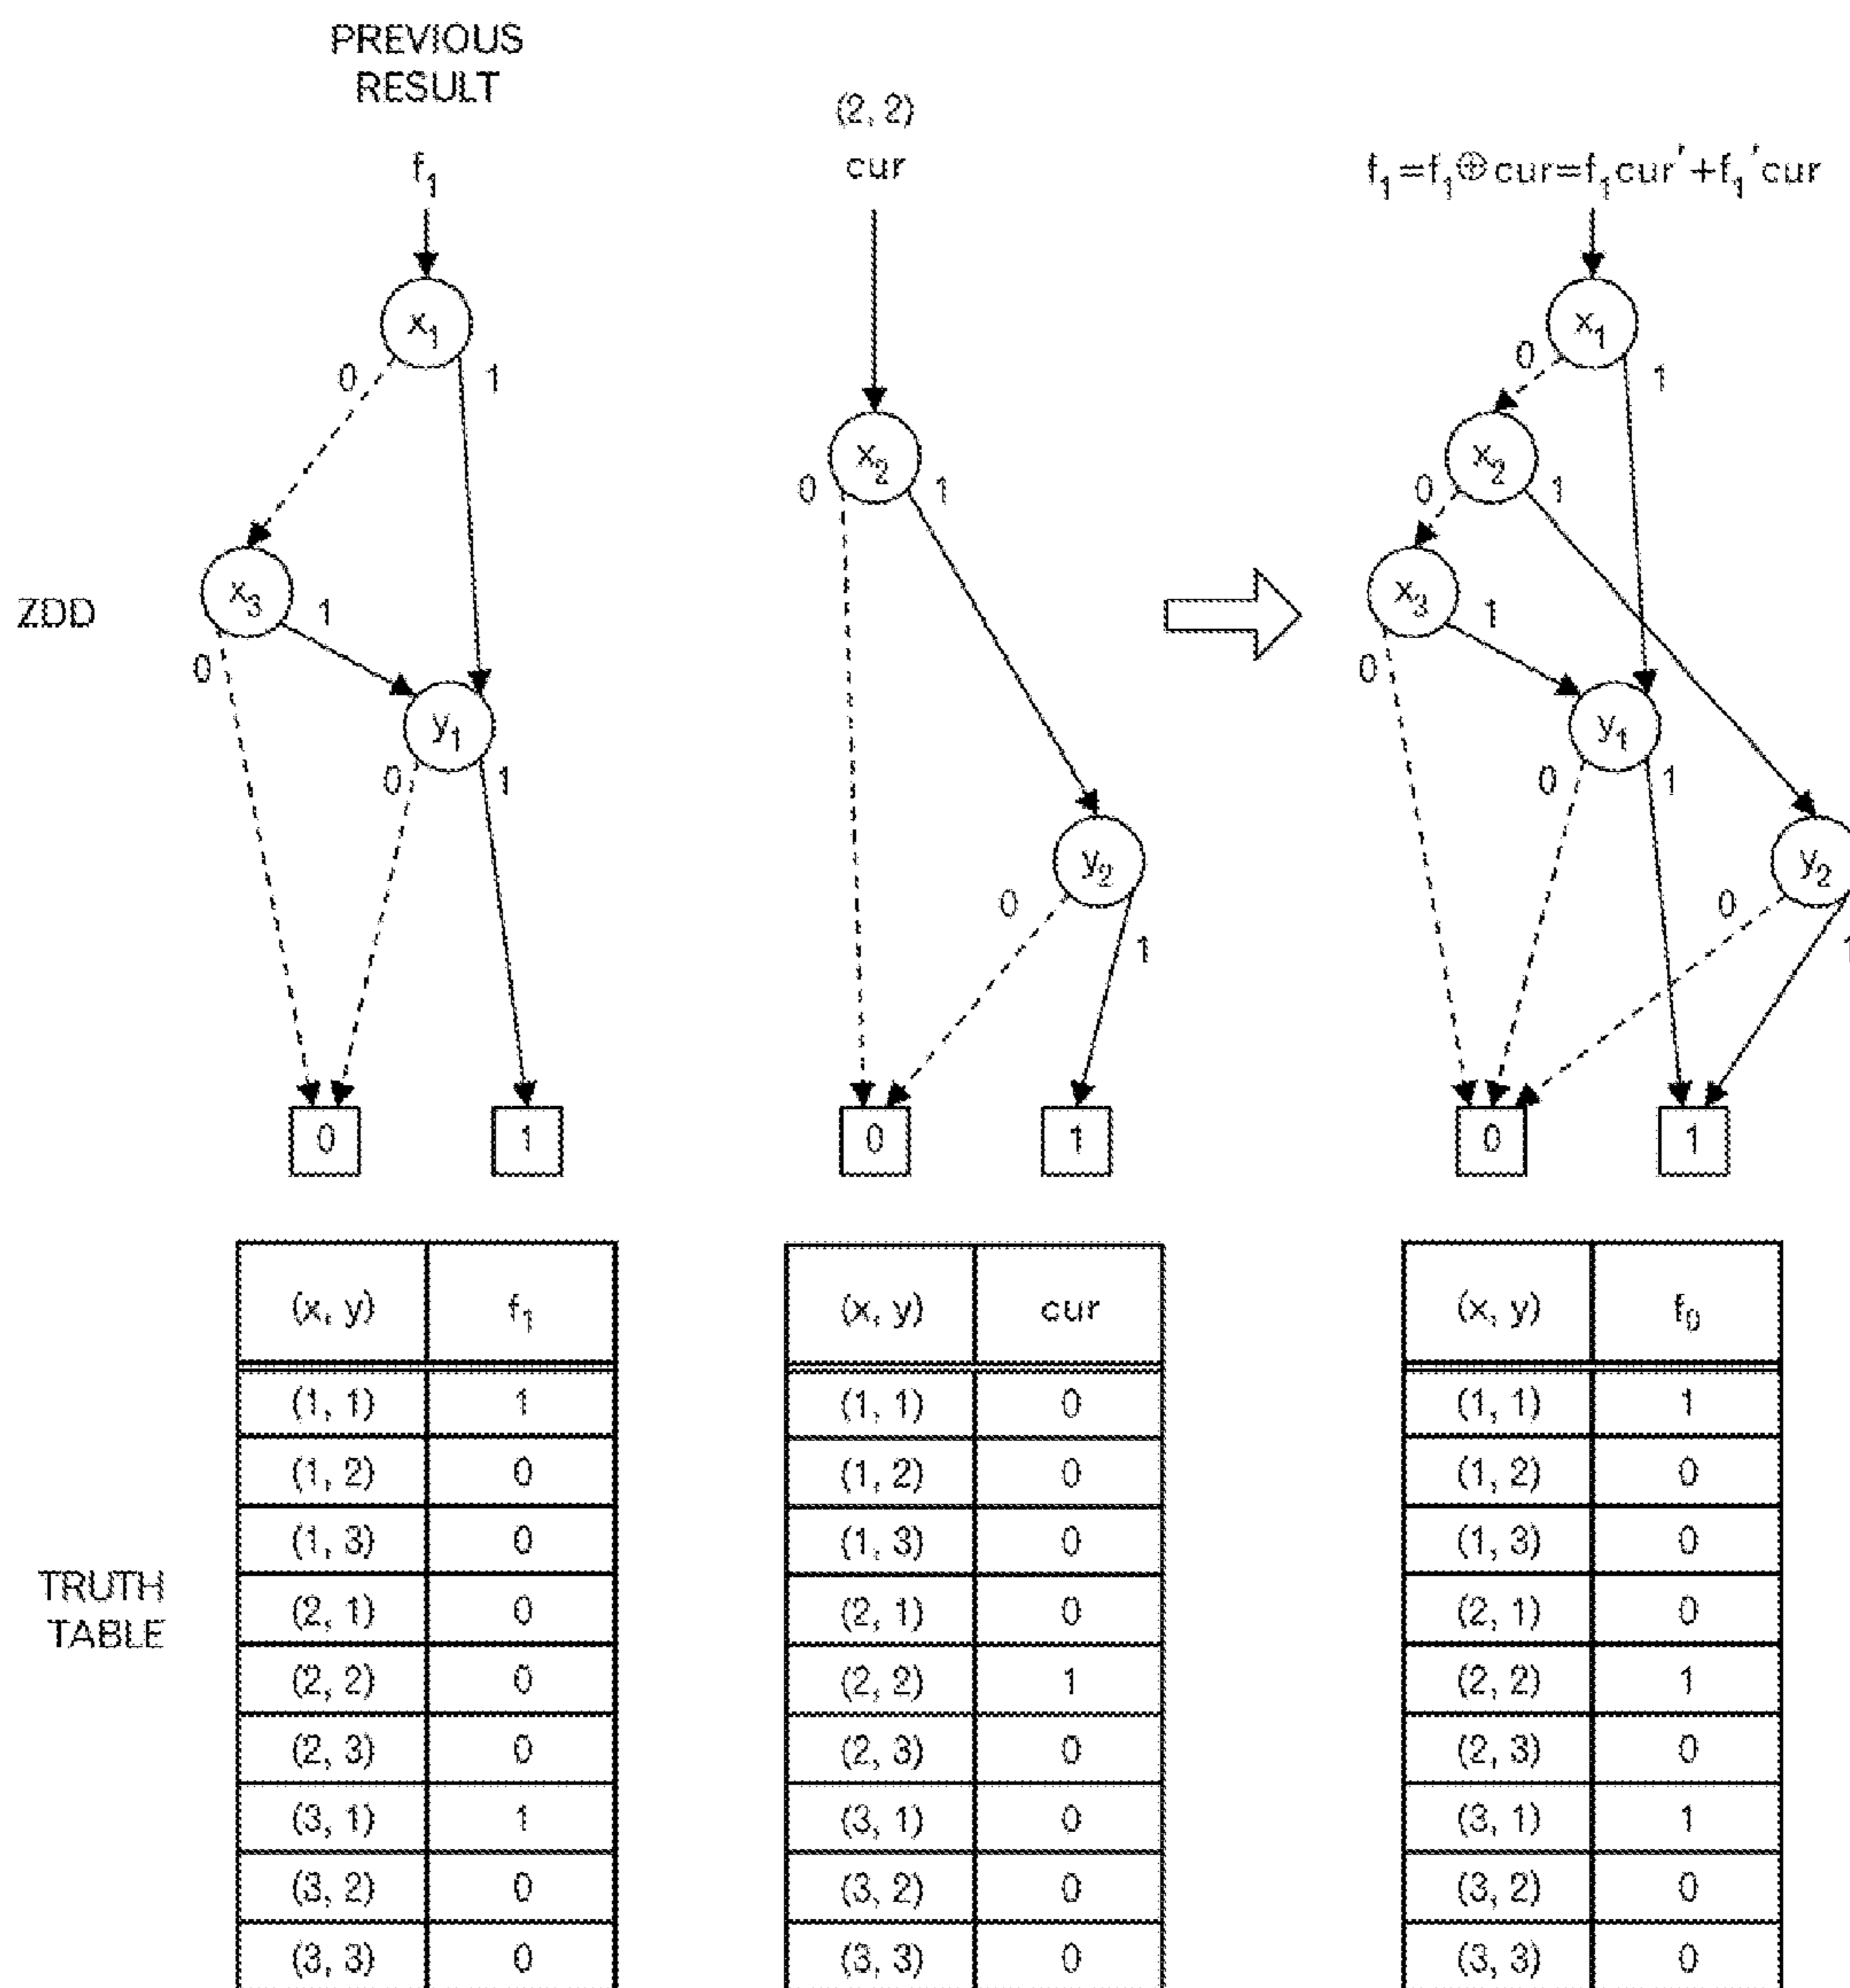 PREVIOUS
RESULT
f₁
(2, 2)
cur
f₁=f₁⊕cur=f₁cur'+f₁'cur
ZDD
x₁
0
1
x₃
0
1
y₁
0
1
0
1
x₂
0
1
y₂
0
1
0
1
x₁
0
1
x₂
0
1
x₃
0
1
y₁
0
1
y₂
0
1
0
1
TRUTH
TABLE
(x, y) f₁
(1, 1) 1
(1, 2) 0
(1, 3) 0
(2, 1) 0
(2, 2) 0
(2, 3) 0
(3, 1) 1
(3, 2) 0
(3, 3) 0
(x, y) cur
(1, 1) 0
(1, 2) 0
(1, 3) 0
(2, 1) 0
(2, 2) 1
(2, 3) 0
(3, 1) 0
(3, 2) 0
(3, 3) 0
(x, y) f₀
(1, 1) 1
(1, 2) 0
(1, 3) 0
(2, 1) 0
(2, 2) 1
(2, 3) 0
(3, 1) 1
(3, 2) 0
(3, 3) 0